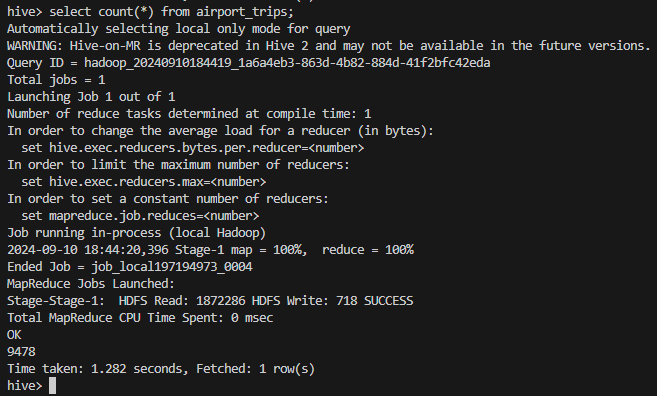 hive> select count(*) from airport_trips;
Automatically selecting local only mode for query
WARNING: Hive-on-MR is deprecated in Hive 2 and may not be available in the future versions.
Query ID = hadoop_20240910184419_1a6a4eb3-863d-4b82-884d-41f2bfc42eda
Total jobs = 1
Launching Job 1 out of 1
Number of reduce tasks determined at compile time: 1
In order to change the average load for a reducer (in bytes):
  set hive.exec.reducers.bytes.per.reducer=<number>
In order to limit the maximum number of reducers:
  set hive.exec.reducers.max=<number>
In order to set a constant number of reducers:
  set mapreduce.job.reduces=<number>
Job running in-process (local Hadoop)
2024-09-10 18:44:20,396 Stage-1 map = 100%,  reduce = 100%
Ended Job = job_local197194973_0004
MapReduce Jobs Launched:
Stage-Stage-1:  HDFS Read: 1872286 HDFS Write: 718 SUCCESS
Total MapReduce CPU Time Spent: 0 msec
OK
9478
Time taken: 1.282 seconds, Fetched: 1 row(s)
hive>